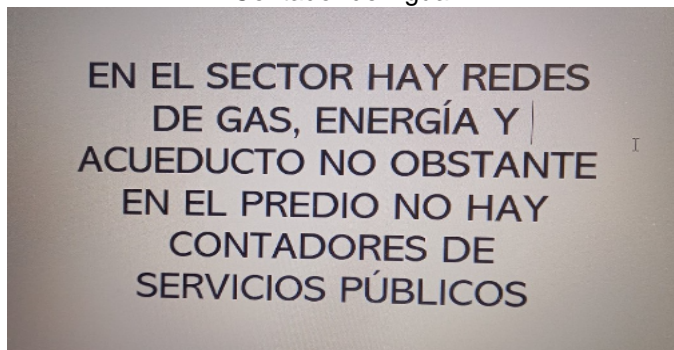 EN EL SECTOR HAY REDES
DE GAS, ENERGÍA Y
ACUEDUCTO NO OBSTANTE
EN EL PREDIO NO HAY
CONTADORES DE
SERVICIOS PÚBLICOS